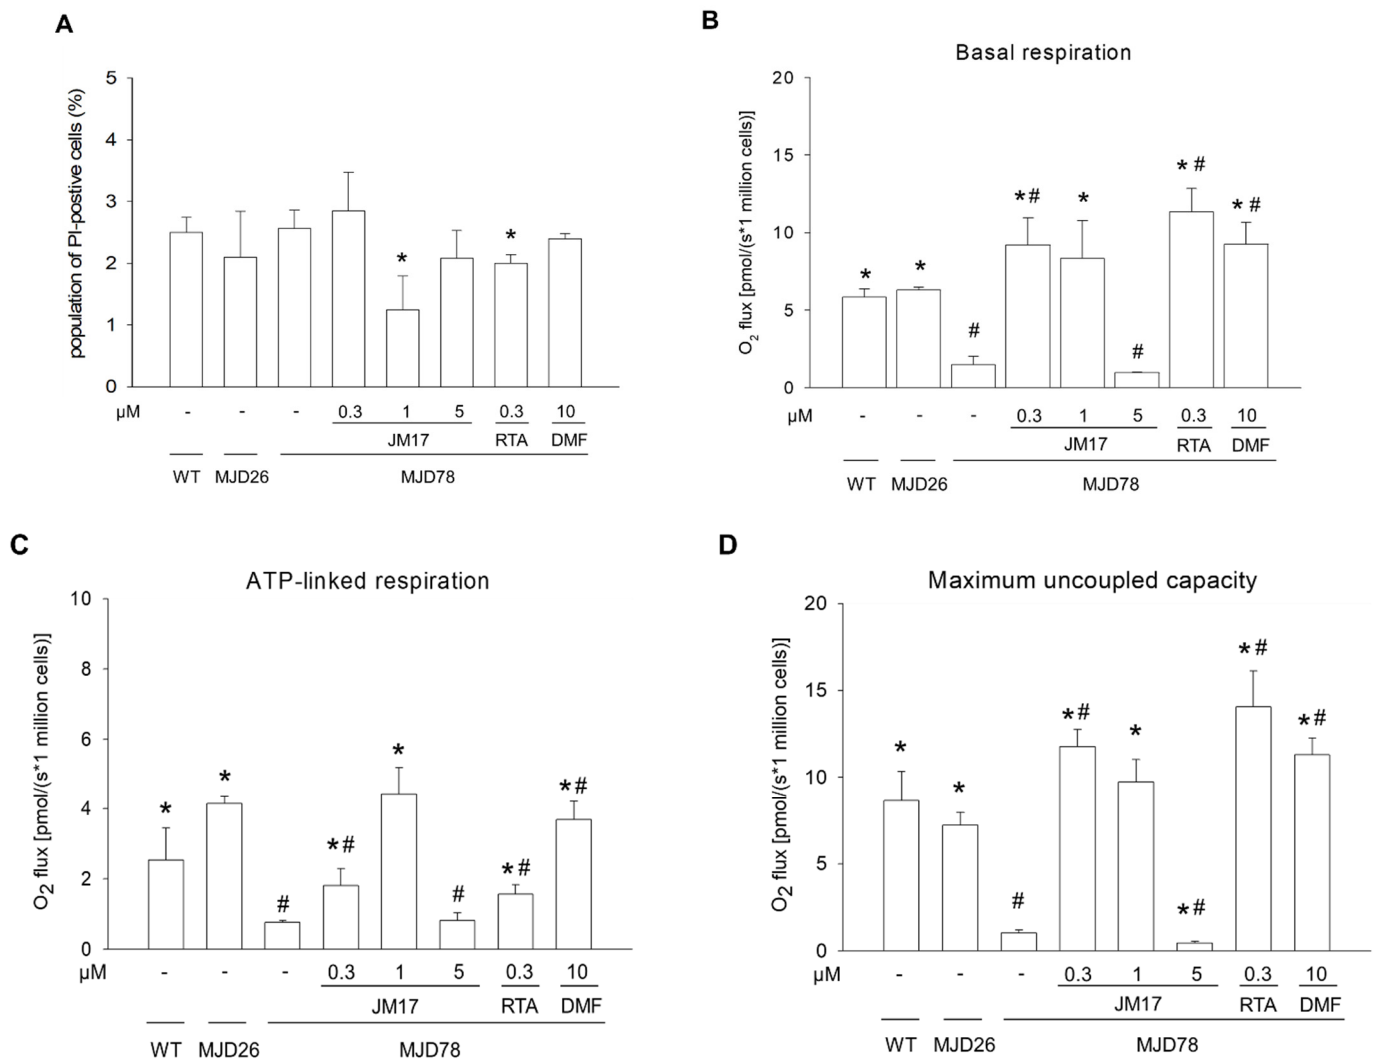 A
population of PI-postive cells (%)
5
4
3
2
1
0
* *
µM - - - 0.3 1 5 0.3 10
JM17 RTA DMF
WT MJD26 MJD78
B
Basal respiration
O2 flux [pmol/(s*1 million cells)]
20
15
10
5
0
* * # *# * # *# *#
µM - - - 0.3 1 5 0.3 10
JM17 RTA DMF
WT MJD26 MJD78
C
ATP-linked respiration
O2 flux [pmol/(s*1 million cells)]
10
8
6
4
2
0
* * # *# * # *# *#
µM - - - 0.3 1 5 0.3 10
JM17 RTA DMF
WT MJD26 MJD78
D
Maximum uncoupled capacity
O2 flux [pmol/(s*1 million cells)]
20
15
10
5
0
* * # *# * *# *# *#
µM - - - 0.3 1 5 0.3 10
JM17 RTA DMF
WT MJD26 MJD78